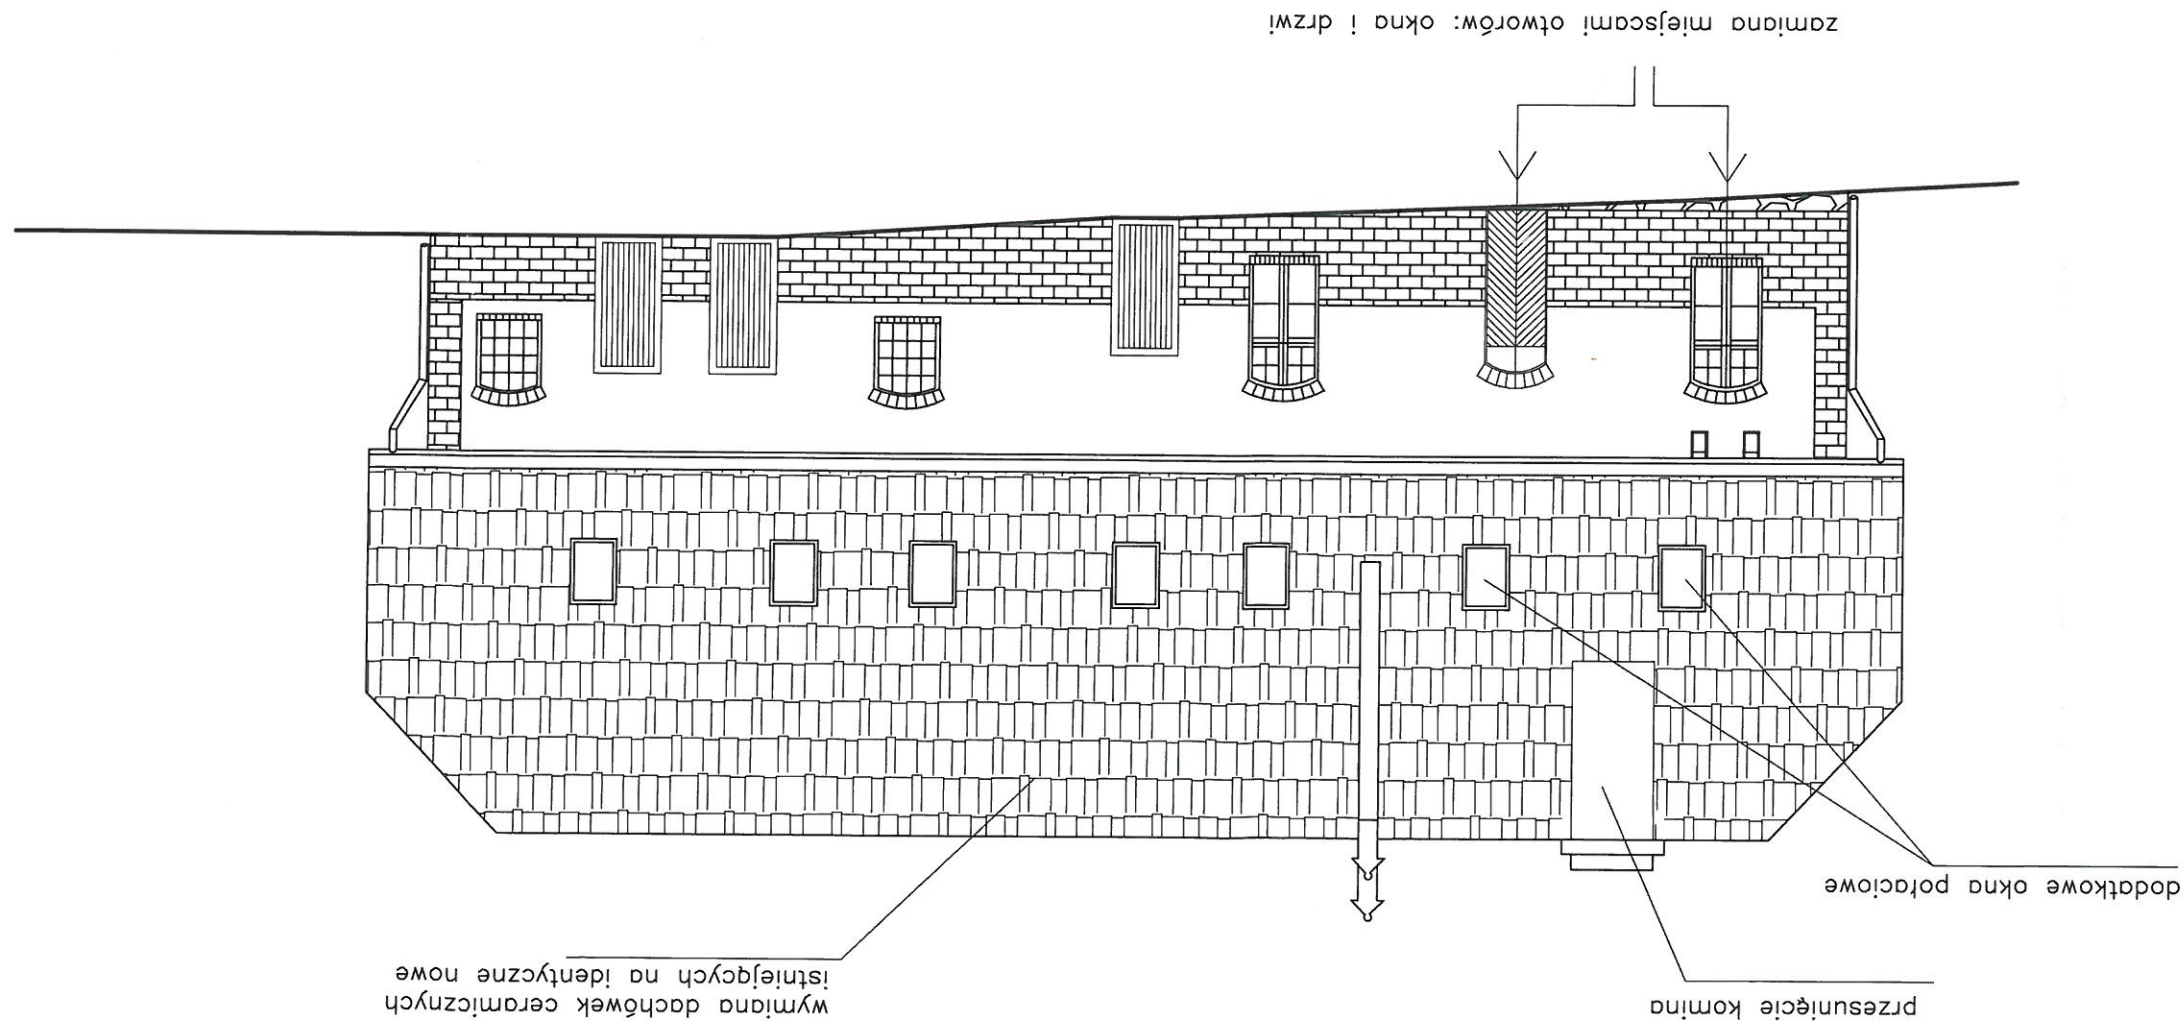 przesunięcie komina
wymiana dachówek ceramicznych
istniejących na identyczne nowe
dodatkowe okna połaciowe
zamiana miejscami otworów: okna i drzwi